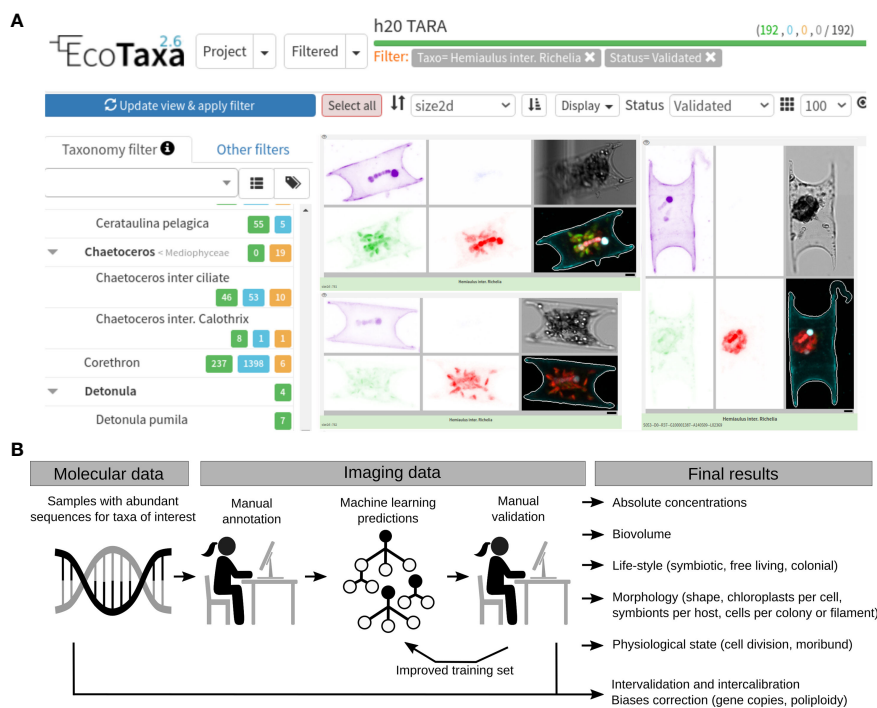 A
EcoTaxa 2.6
Project
Filtered
h20 TARA
(192 , 0 , 0 , 0 / 192)
Filter: Taxo= Hemiaulus inter. Richelia ✖ Status= Validated ✖
Update view & apply filter
Select all
size2d
Display
Status
Validated
100
Taxonomy filter
Other filters
Cerataulina pelagica 55 5
Chaetoceros < Mediophyceae 0 19
Chaetoceros inter ciliate
46 53 10
Chaetoceros inter. Calothrix
8 1 1
Corethron 237 1398 6
Detonula 4
Detonula pumila 7
Hemiaulus inter. Richelia
Hemiaulus inter. Richelia
Hemiaulus inter. Richelia
B
Molecular data
Imaging data
Final results
Samples with abundant
sequences for taxa of interest
Manual
annotation
Machine learning
predictions
Manual
validation
Improved training set
Absolute concentrations
Biovolume
Life-style (symbiotic, free living, colonial)
Morphology (shape, chloroplasts per cell,
symbionts per host, cells per colony or filament)
Physiological state (cell division, moribund)
Intervalidation and intercalibration
Biases correction (gene copies, poliploidy)